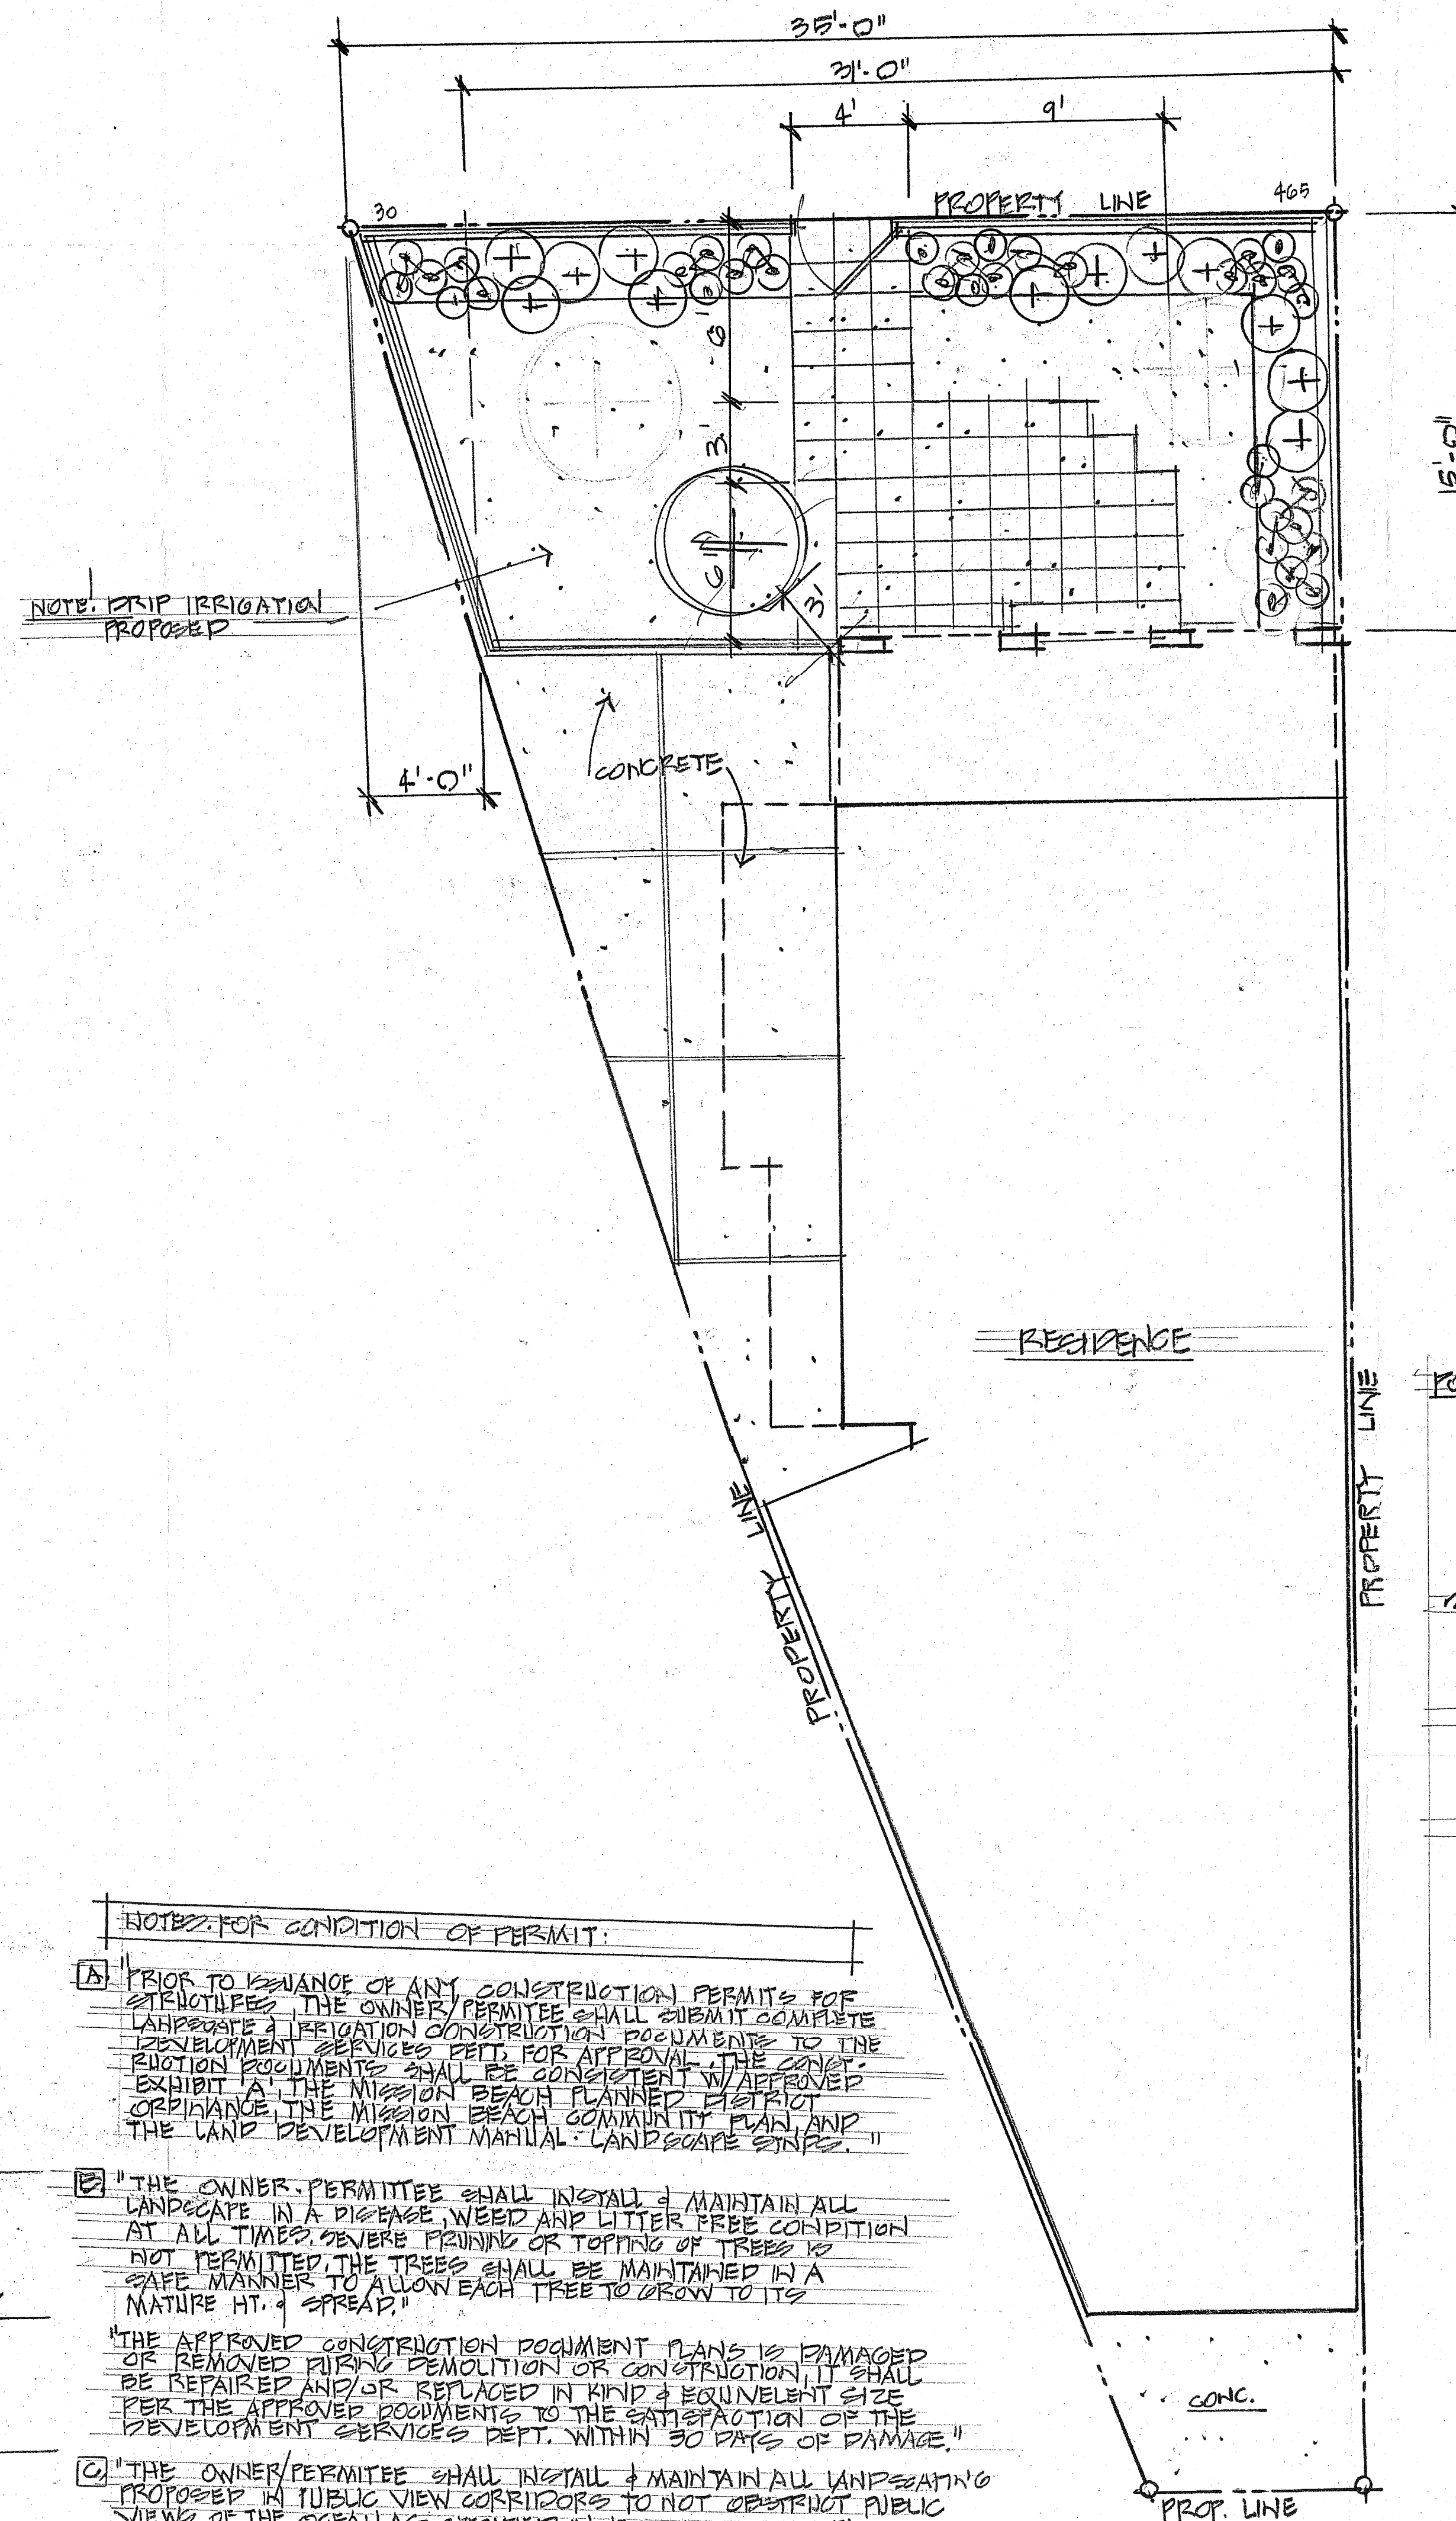 35'-0"
31'-0"
4'
9'
PROPERTY LINE
30
465
6'
3'
15'-0"
6'
3'
NOTE: DRIP IRRIGATION
PROPOSED
4'-0"
CONCRETE
RESIDENCE
PROPERTY LINE
PROPERTY LINE
NOTES. FOR CONDITION OF PERMIT:
A "PRIOR TO ISSUANCE OF ANY CONSTRUCTION PERMITS FOR
STRUCTURES, THE OWNER/PERMITEE SHALL SUBMIT COMPLETE
LANDSCAPE & IRRIGATION CONSTRUCTION DOCUMENTS TO THE
DEVELOPMENT SERVICES DEPT. FOR APPROVAL. THE CONST-
RUCTION DOCUMENTS SHALL BE CONSISTENT W/ APPROVED
EXHIBIT 'A', THE MISSION BEACH PLANNED DISTRICT
ORDINANCE, THE MISSION BEACH COMMUNITY PLAN, AND
THE LAND DEVELOPMENT MANUAL: LANDSCAPE STNDS."
B "THE OWNER-PERMITTEE SHALL INSTALL & MAINTAIN ALL
LANDSCAPE IN A DISEASE, WEED AND LITTER FREE CONDITION
AT ALL TIMES. SEVERE PRUNING OR TOPPING OF TREES IS
NOT PERMITTED. THE TREES SHALL BE MAINTAINED IN A
SAFE MANNER TO ALLOW EACH TREE TO GROW TO ITS
MATURE HT. & SPREAD."
"THE APPROVED CONSTRUCTION DOCUMENT PLANS IS DAMAGED
OR REMOVED DURING DEMOLITION OR CONSTRUCTION, IT SHALL
BE REPAIRED AND/OR REPLACED IN KIND & EQUIVELENT SIZE
PER THE APPROVED DOCUMENTS TO THE SATISFACTION OF THE
DEVELOPMENT SERVICES DEPT. WITHIN 30 DAYS OF DAMAGE."
C "THE OWNER/PERMITEE SHALL INSTALL & MAINTAIN ALL LANDSCAPING
PROPOSED IN PUBLIC VIEW CORRIDORS TO NOT OBSTRUCT PUBLIC
VIEWS OF THE OCEAN AS
CONC.
PROP. LINE